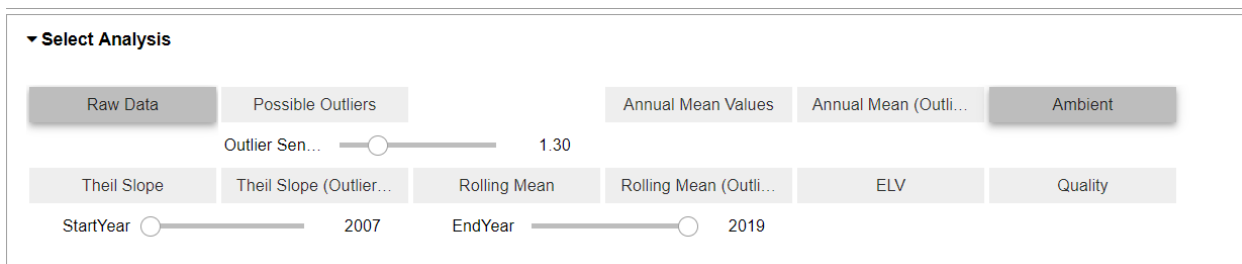 Select Analysis
Raw Data Possible Outliers Annual Mean Values Annual Mean (Outli... Ambient
Outlier Sen... 1.30
Theil Slope Theil Slope (Outlier... Rolling Mean Rolling Mean (Outli... ELV Quality
StartYear 2007 EndYear 2019